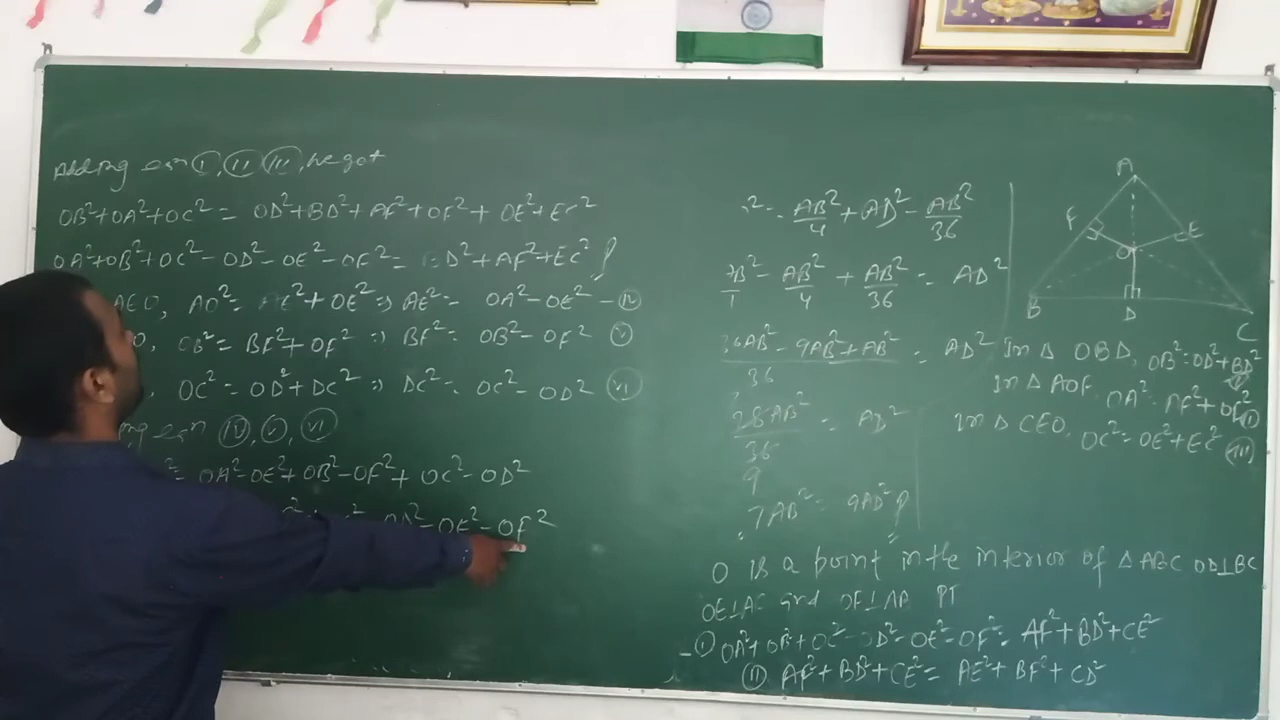 Adding eqn (I), (II) (III), we get
OB²+OA²+OC² = OD²+BD²+AF²+OF²+OE²+EC²
OA²+OB²+OC²-OD²-OE²-OF² = BD²+AF²+EC²
AEO, AO² = AE²+OE² ⇒ AE² = OA²-OE² - (IV)
O, OB² = BF²+OF² ⇒ BF² = OB²-OF² (V)
OC² = OD²+DC² ⇒ DC² = OC²-OD² (VI)
eqn (IV), (V), (VI)
² = OA²-OE²+OB²-OF²+OC²-OD²
OD²-OE²-OF²
² = AB²/4 + AD² - AB²/36
B² - AB²/4 + AB²/36 = AD²
36AB² - 9AB² + AB² / 36 = AD²
28AB²/36 = AD²
9
7AB² = 9AD²
A
F
E
O
B
D
C
In Δ OBD, OB² = OD²+BD² (I)
In Δ AOF, OA² = AF²+OF² (II)
In Δ CEO, OC² = OE²+EC² (III)
O is a point in the interior of Δ ABC OD⊥BC
OE⊥AC and OF⊥AB PT
(I) OA²+OB²+OC²-OD²-OE²-OF² = AF²+BD²+CE²
(II) AF²+BD²+CE² = AE²+BF²+CD²